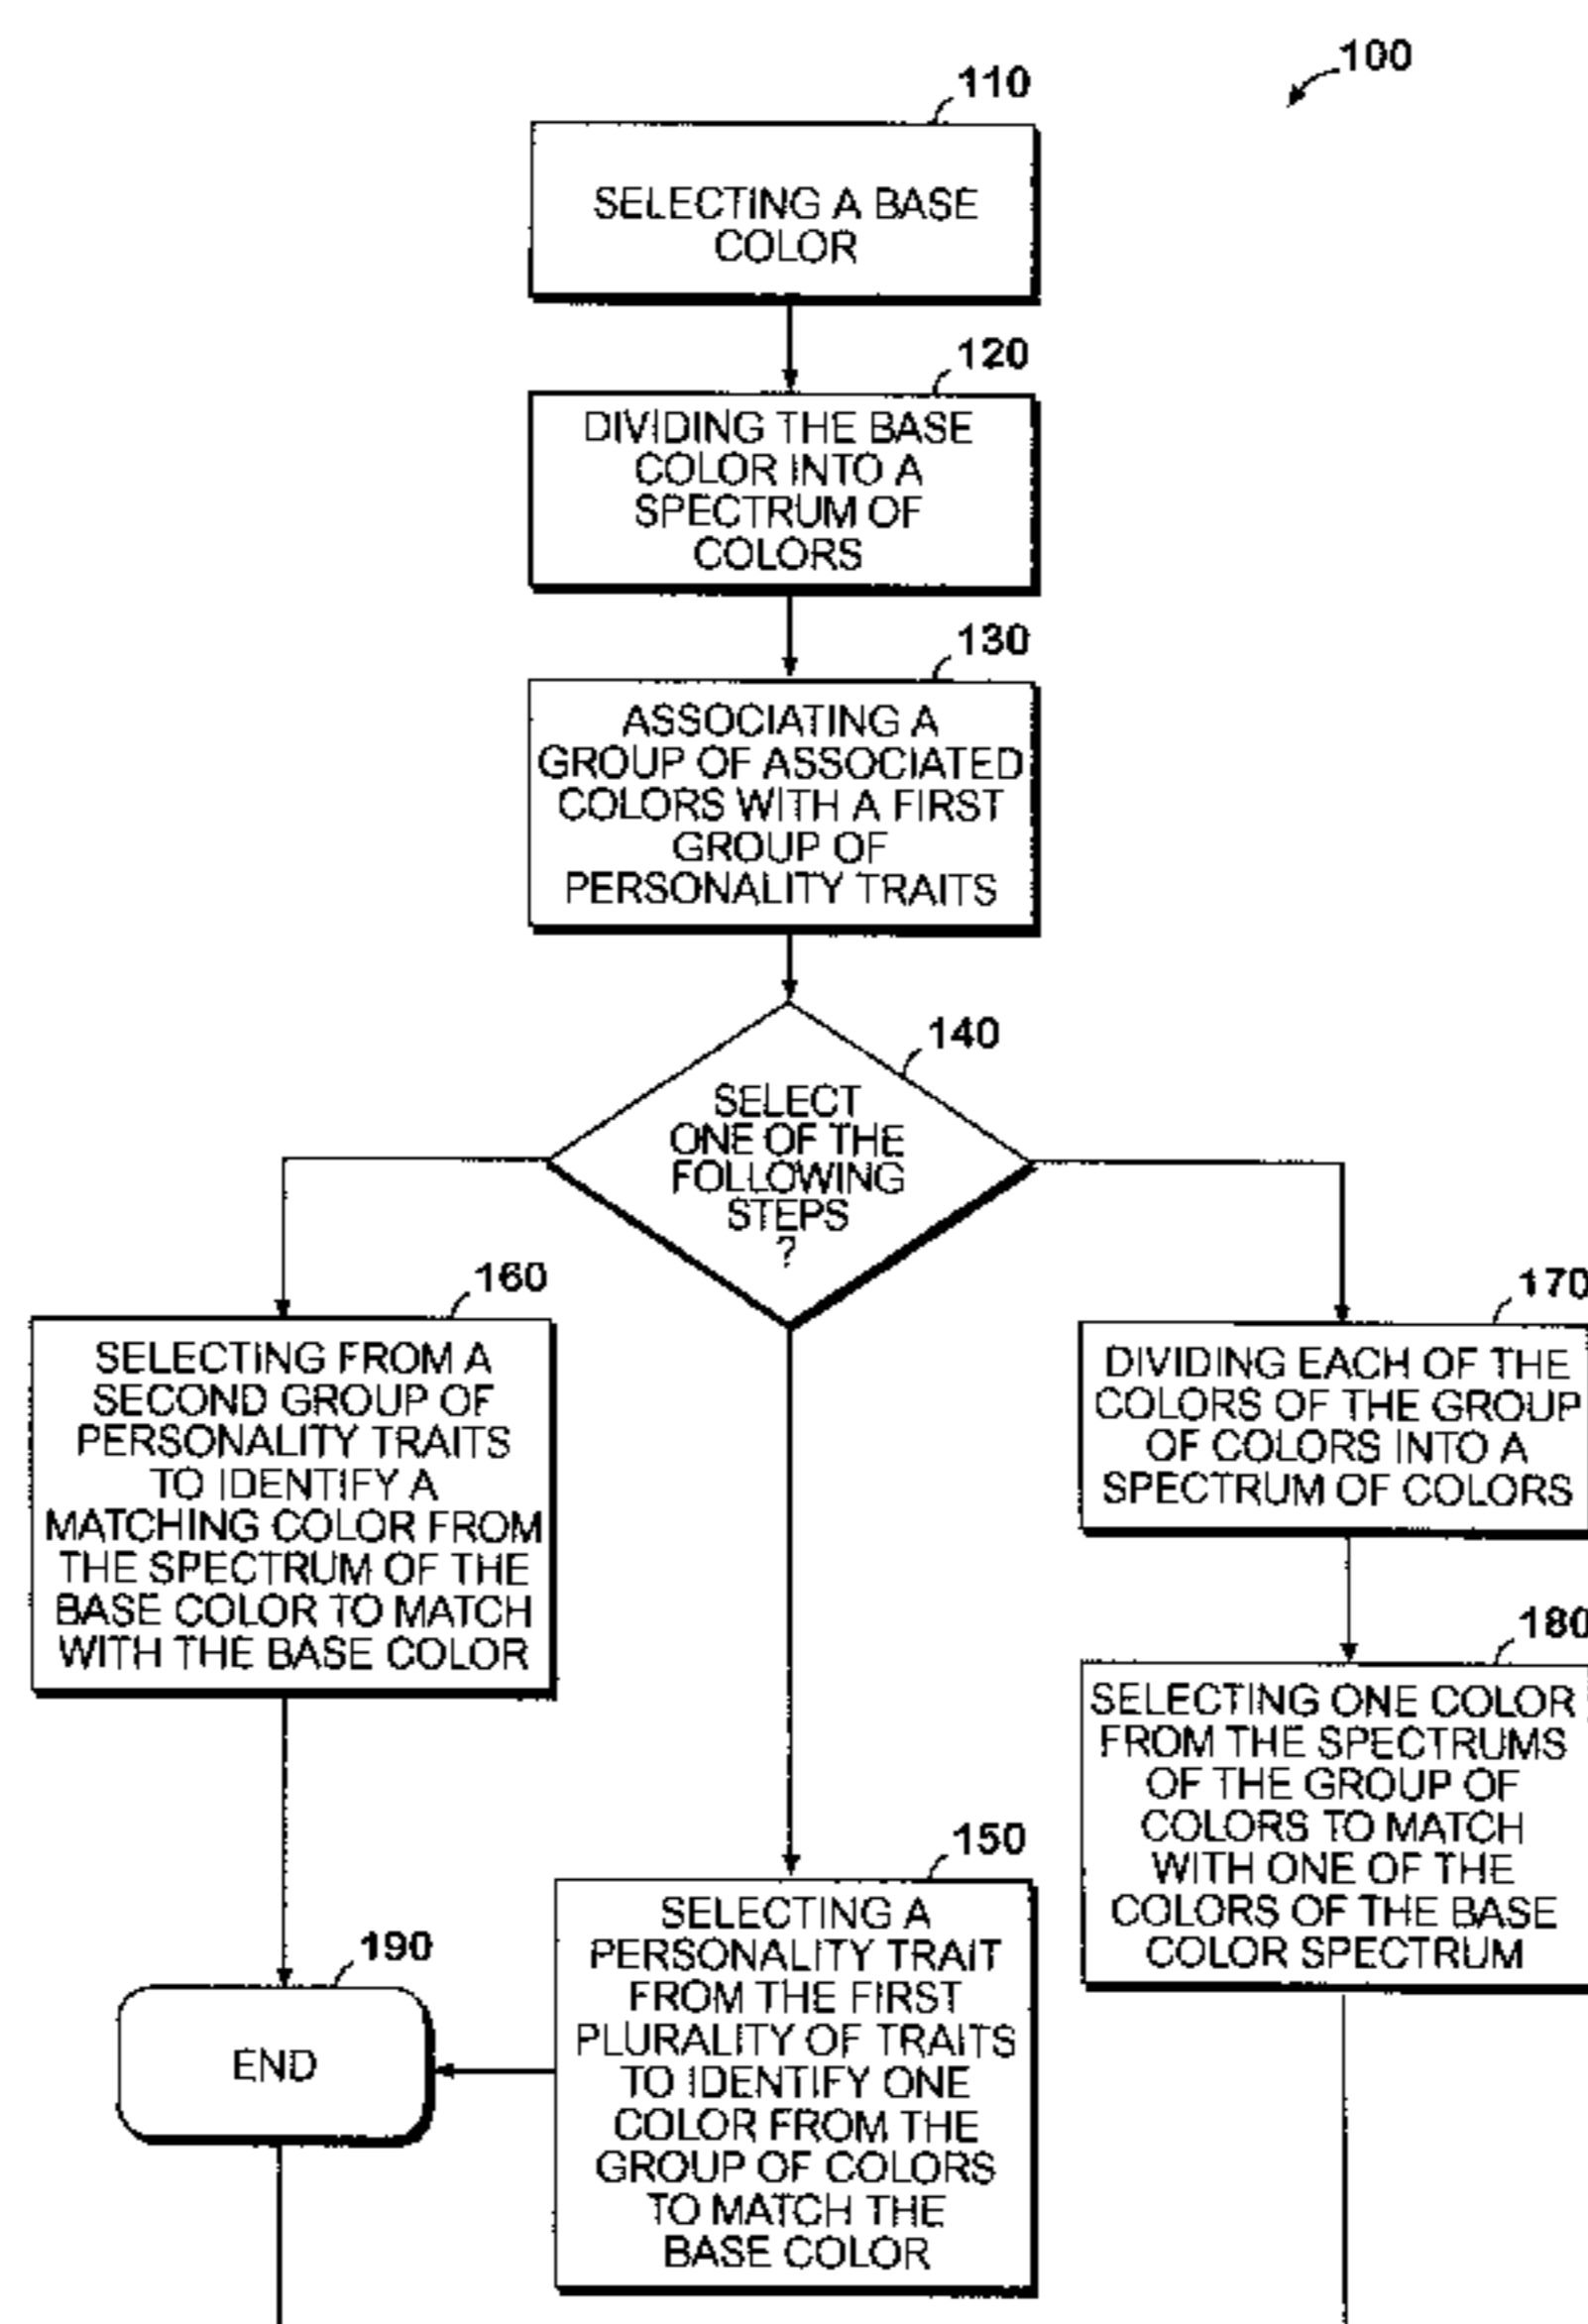 100
110
SELECTING A BASE
COLOR
120
DIVIDING THE BASE
COLOR INTO A
SPECTRUM OF
COLORS
130
ASSOCIATING A
GROUP OF ASSOCIATED
COLORS WITH A FIRST
GROUP OF
PERSONALITY TRAITS
140
SELECT
ONE OF THE
FOLLOWING
STEPS
?
160
SELECTING FROM A
SECOND GROUP OF
PERSONALITY TRAITS
TO IDENTIFY A
MATCHING COLOR FROM
THE SPECTRUM OF THE
BASE COLOR TO MATCH
WITH THE BASE COLOR
170
DIVIDING EACH OF THE
COLORS OF THE GROUP
OF COLORS INTO A
SPECTRUM OF COLORS
180
SELECTING ONE COLOR
FROM THE SPECTRUMS
OF THE GROUP OF
COLORS TO MATCH
WITH ONE OF THE
COLORS OF THE BASE
COLOR SPECTRUM
150
SELECTING A
PERSONALITY TRAIT
FROM THE FIRST
PLURALITY OF TRAITS
TO IDENTIFY ONE
COLOR FROM THE
GROUP OF COLORS
TO MATCH THE
BASE COLOR
190
END